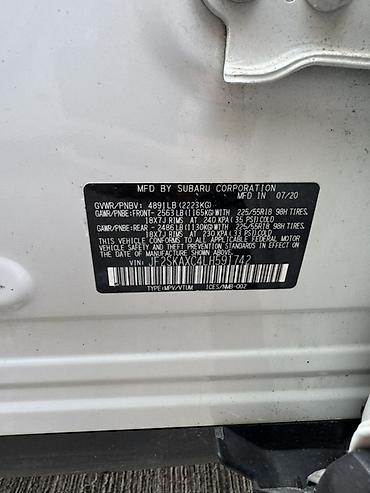 MFD BY SUBARU CORPORATION
MADE IN 07/20
GVWR/PNBV: 4891LB(2223KG)
GAWR/PNBE:FRONT- 2563LB(1165KG)WITH 225/55R18 98H TIRES,
18X7J RIMS AT 240 KPA(35 PSI)COLD
GAWR/PNBE:REAR - 2486LB(1130KG)WITH 225/55R18 98H TIRES,
18X7J RIMS AT 230 KPA(33 PSI)COLD
THIS VEHICLE CONFORMS TO ALL APPLICABLE FEDERAL MOTOR
VEHICLE SAFETY AND THEFT PREVENTION STANDARDS IN EFFECT
ON THE DATE OF MANUFACTURE SHOWN ABOVE.
VIN: JF2SKAXC4LH591742
TYPE:MPV/VTUM ICES/NMB-002